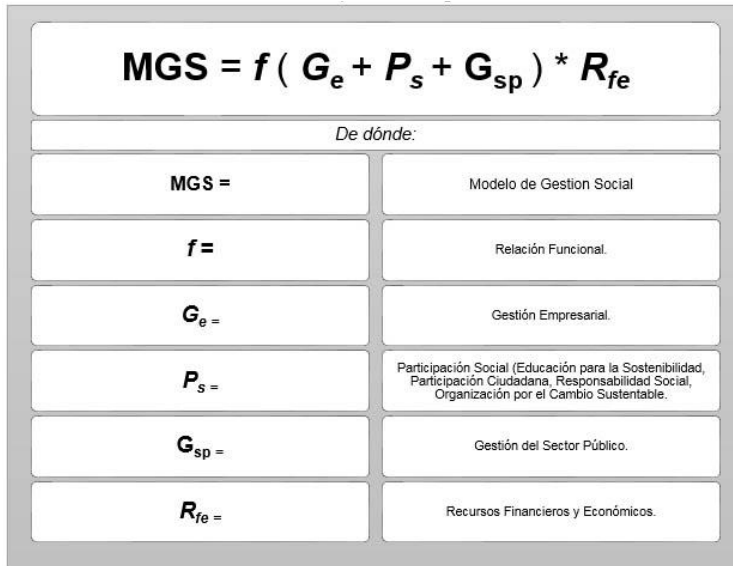 MGS = f ( Ge + Ps + Gsp ) * Rfe
De dónde:
MGS =
Modelo de Gestion Social
f =
Relación Funcional.
Ge =
Gestión Empresarial.
Ps =
Participación Social (Educación para la Sostenibilidad,
Participación Ciudadana, Responsabilidad Social,
Organización por el Cambio Sustentable.
Gsp =
Gestión del Sector Público.
Rfe =
Recursos Financieros y Económicos.